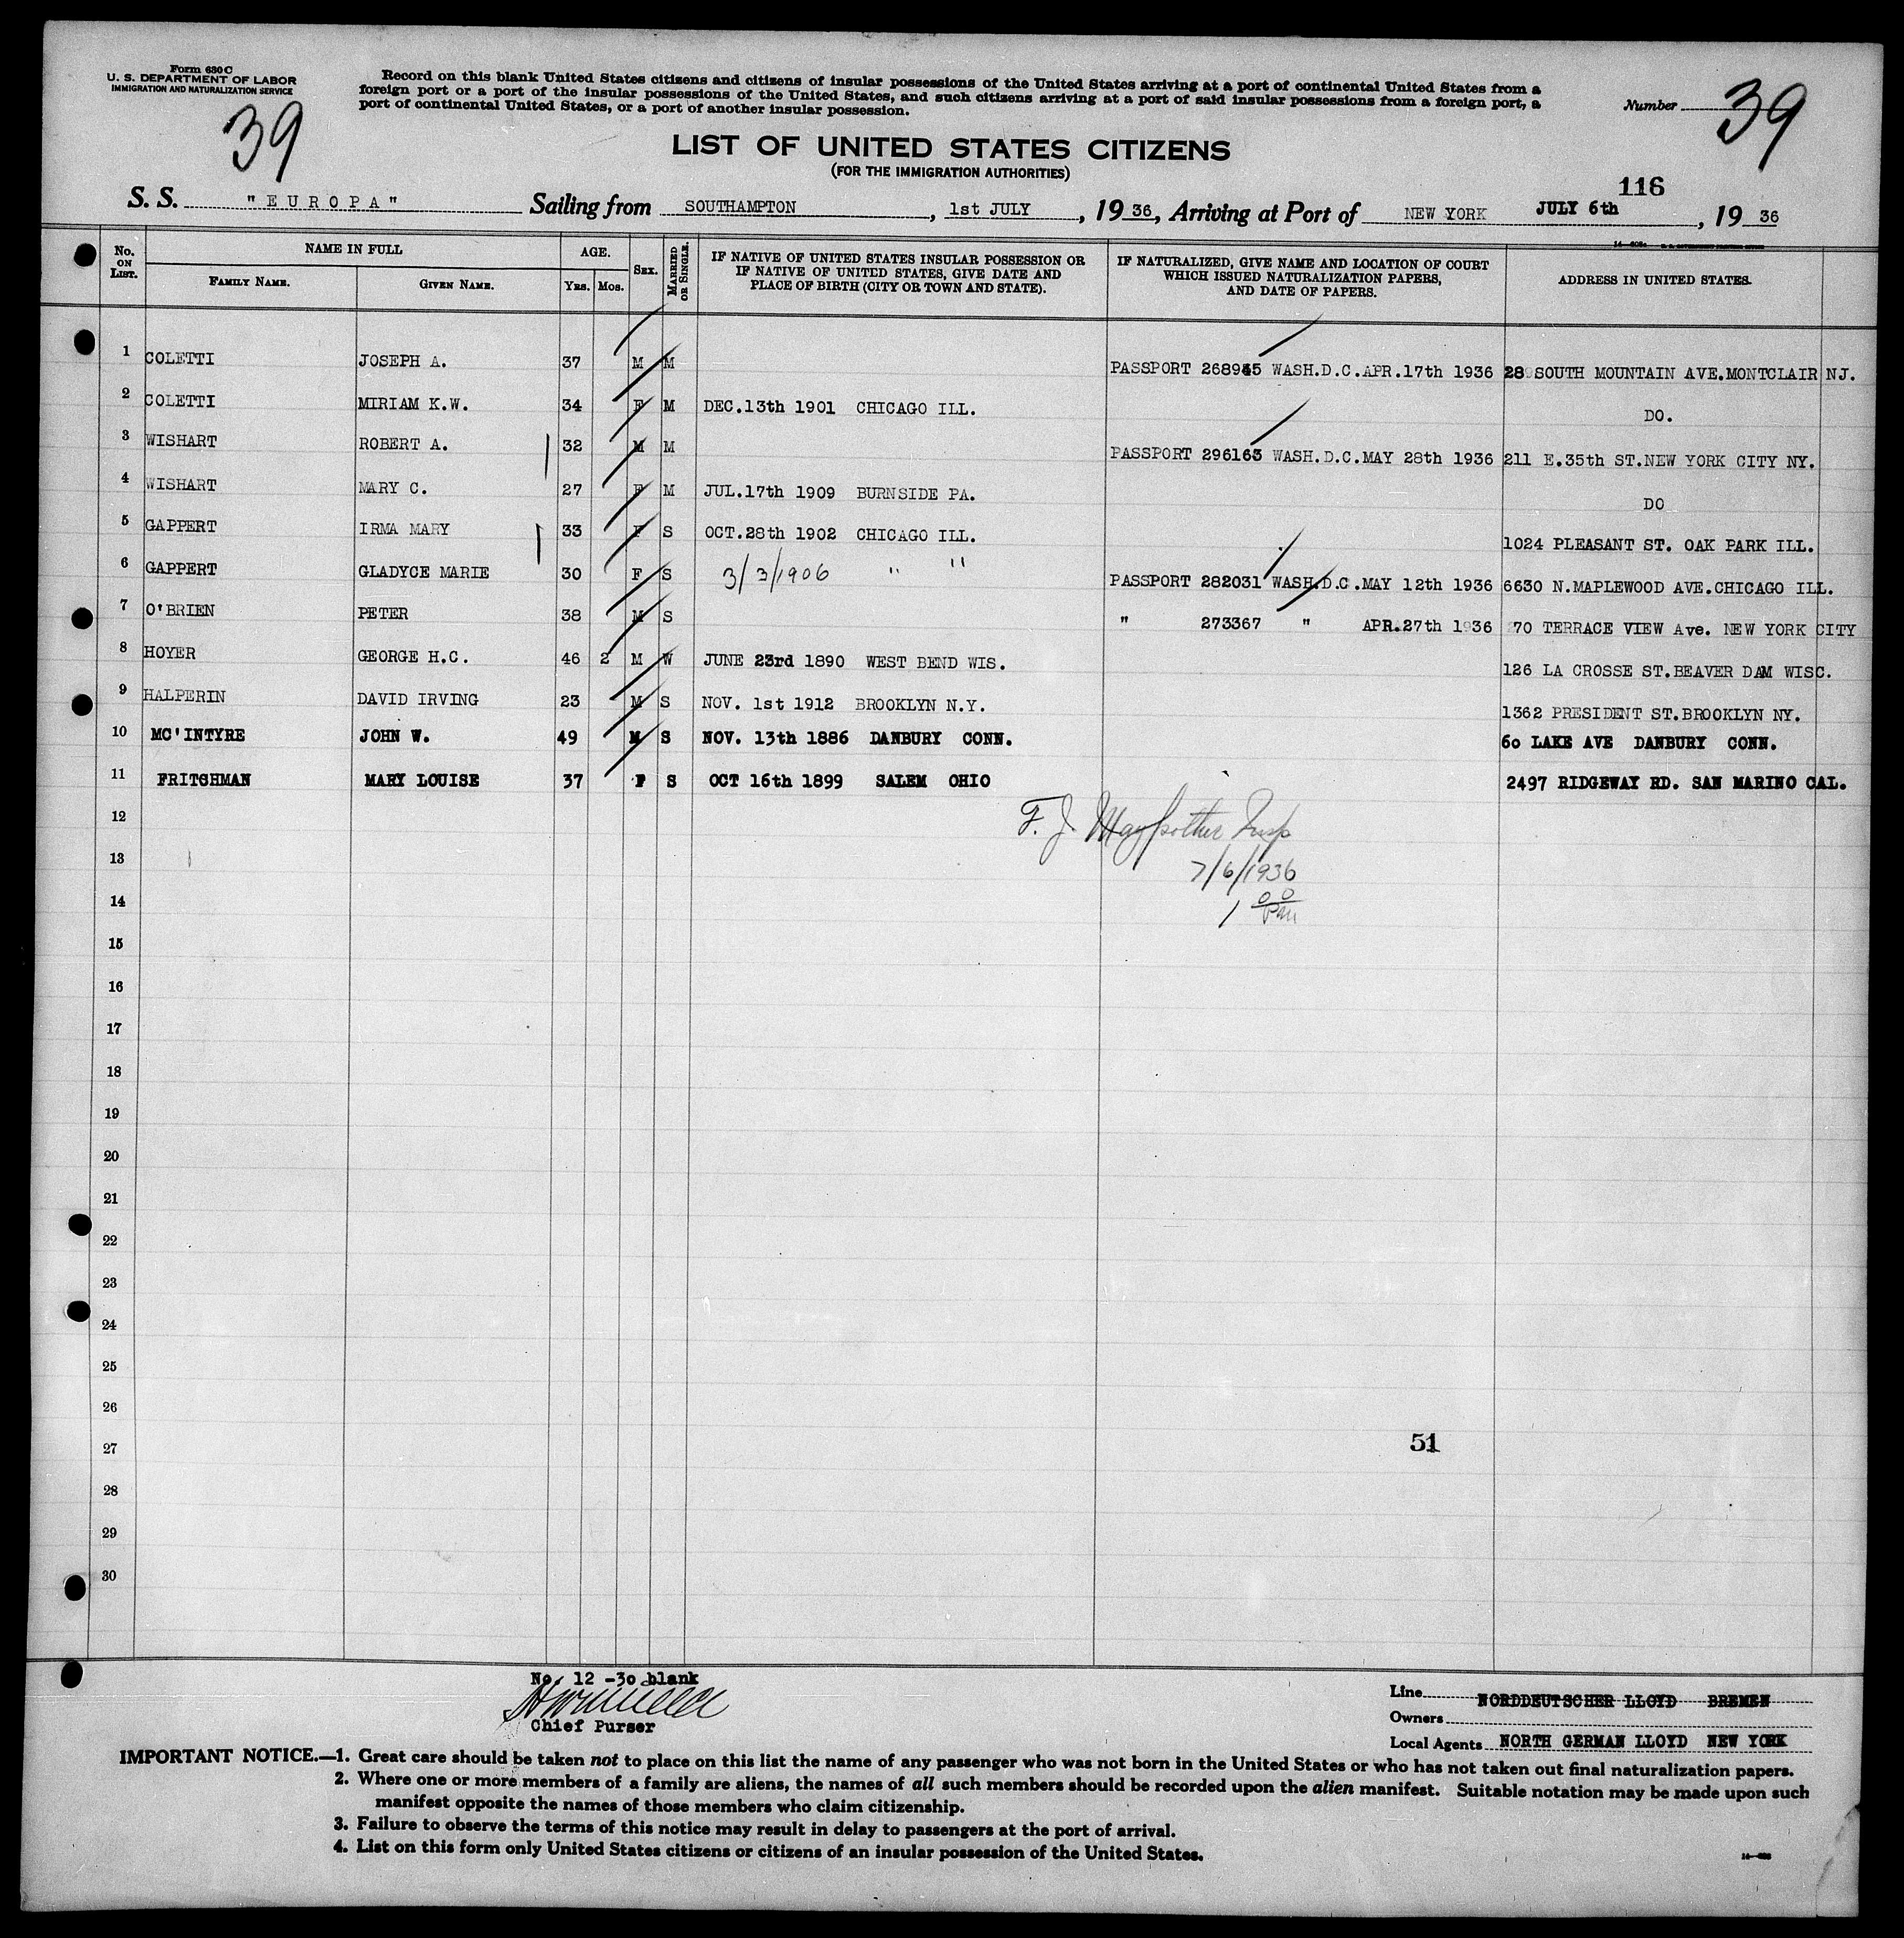 Form 630 C
U. S. DEPARTMENT OF LABOR
IMMIGRATION AND NATURALIZATION SERVICE
39
Record on this blank United States citizens and citizens of insular possessions of the United States arriving at a port of continental United States from a
foreign port or a port of the insular possessions of the United States, and such citizens arriving at a port of said insular possessions from a foreign port, a
port of continental United States, or a port of another insular possession.
Number 39
LIST OF UNITED STATES CITIZENS
(FOR THE IMMIGRATION AUTHORITIES)
116
S. S. "EUROPA" Sailing from SOUTHAMPTON, 1st JULY, 1936, Arriving at Port of NEW YORK JULY 6th, 1936
No. ON LIST. NAME IN FULL FAMILY NAME. GIVEN NAME. AGE. YRS. MOS. SEX. MARRIED OR SINGLE. IF NATIVE OF UNITED STATES INSULAR POSSESSION OR IF NATIVE OF UNITED STATES, GIVE DATE AND PLACE OF BIRTH (CITY OR TOWN AND STATE). IF NATURALIZED, GIVE NAME AND LOCATION OF COURT WHICH ISSUED NATURALIZATION PAPERS, AND DATE OF PAPERS. ADDRESS IN UNITED STATES.
1 COLETTI JOSEPH A. 37 M M PASSPORT 268945 WASH.D.C.APR.17th 1936 289 SOUTH MOUNTAIN AVE.MONTCLAIR NJ.
2 COLETTI MIRIAM K.W. 34 F M DEC.13th 1901 CHICAGO ILL. DO.
3 WISHART ROBERT A. 32 M M PASSPORT 296163 WASH.D.C.MAY 28th 1936 211 E.35th ST.NEW YORK CITY NY.
4 WISHART MARY C. 27 F M JUL.17th 1909 BURNSIDE PA. DO
5 GAPPERT IRMA MARY 33 F S OCT.28th 1902 CHICAGO ILL. 1024 PLEASANT ST. OAK PARK ILL.
6 GAPPERT GLADYCE MARIE 30 F S 3/3/1906 " " PASSPORT 282031 WASH.D.C.MAY 12th 1936 6630 N.MAPLEWOOD AVE.CHICAGO ILL.
7 O'BRIEN PETER 38 M S " 273367 " APR.27th 1936 70 TERRACE VIEW Ave. NEW YORK CITY
8 HOYER GEORGE H.C. 46 2 M W JUNE 23rd 1890 WEST BEND WIS. 126 LA CROSSE ST.BEAVER DAM WISC.
9 HALPERIN DAVID IRVING 23 M S NOV. 1st 1912 BROOKLYN N.Y. 1362 PRESIDENT ST.BROOKLYN NY.
10 MC'INTYRE JOHN W. 49 M S NOV. 13th 1886 DANBURY CONN. 60 LAKE AVE DANBURY CONN.
11 FRITSHMAN MARY LOUISE 37 F S OCT 16th 1899 SALEM OHIO 2497 RIDGEWAY RD. SAN MARINO CAL.
12
F. J. Insp
13
7/6/1936
14
1 00 PM
15
16
17
18
19
20
21
22
23
24
25
26
27
51
28
29
30
No. 12 -30 blank
Chief Purser
Line NORDDEUTSCHER LLOYD BREMEN
Owners
Local Agents NORTH GERMAN LLOYD NEW YORK
IMPORTANT NOTICE.—1. Great care should be taken not to place on this list the name of any passenger who was not born in the United States or who has not taken out final naturalization papers.
2. Where one or more members of a family are aliens, the names of all such members should be recorded upon the alien manifest. Suitable notation may be made upon such
manifest opposite the names of those members who claim citizenship.
3. Failure to observe the terms of this notice may result in delay to passengers at the port of arrival.
4. List on this form only United States citizens or citizens of an insular possession of the United States.